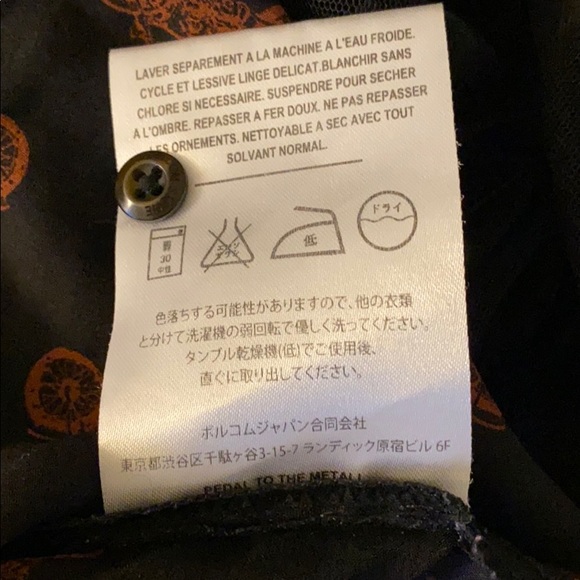 LAVER SEPAREMENT A LA MACHINE A L'EAU FROIDE.
CYCLE ET LESSIVE LINGE DELICAT.BLANCHIR SANS
CHLORE SI NECESSAIRE. SUSPENDRE POUR SECHER
A L'OMBRE. REPASSER A FER DOUX. NE PAS REPASSER
LES ORNEMENTS. NETTOYABLE A SEC AVEC TOUT
SOLVANT NORMAL.
弱
30
中性
エンソ
サラシ
低
ドライ
色落ちする可能性がありますので、他の衣類
と分けて洗濯機の弱回転で優しく洗ってください。
タンブル乾燥機(低)でご使用後、
直ぐに取り出してください。
ボルコムジャパン合同会社
東京都渋谷区千駄ヶ谷3-15-7 ランディック原宿ビル 6F
PEDAL TO THE METAL